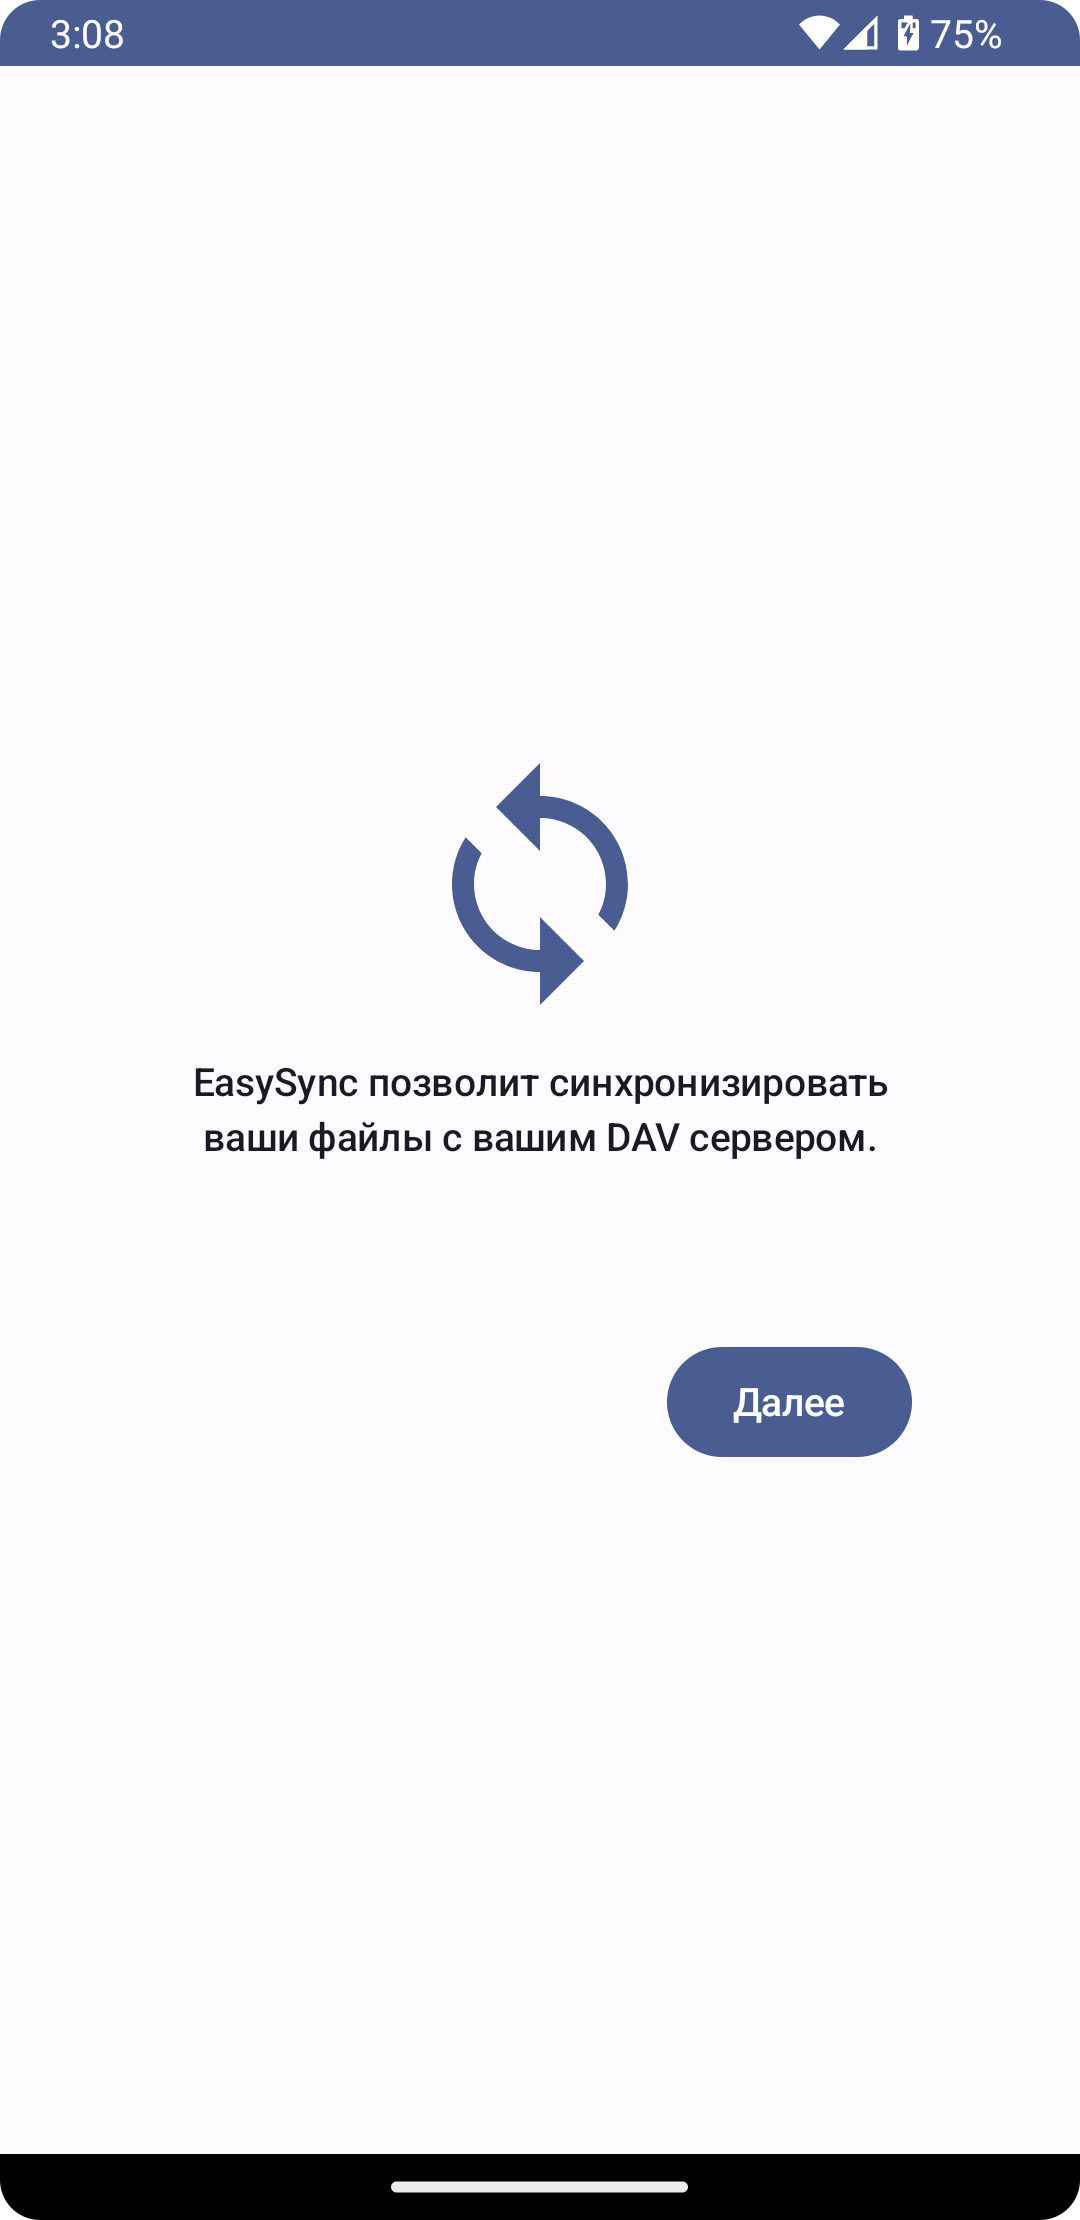 3:08
75%
EasySync позволит синхронизировать
ваши файлы с вашим DAV сервером.
Далее